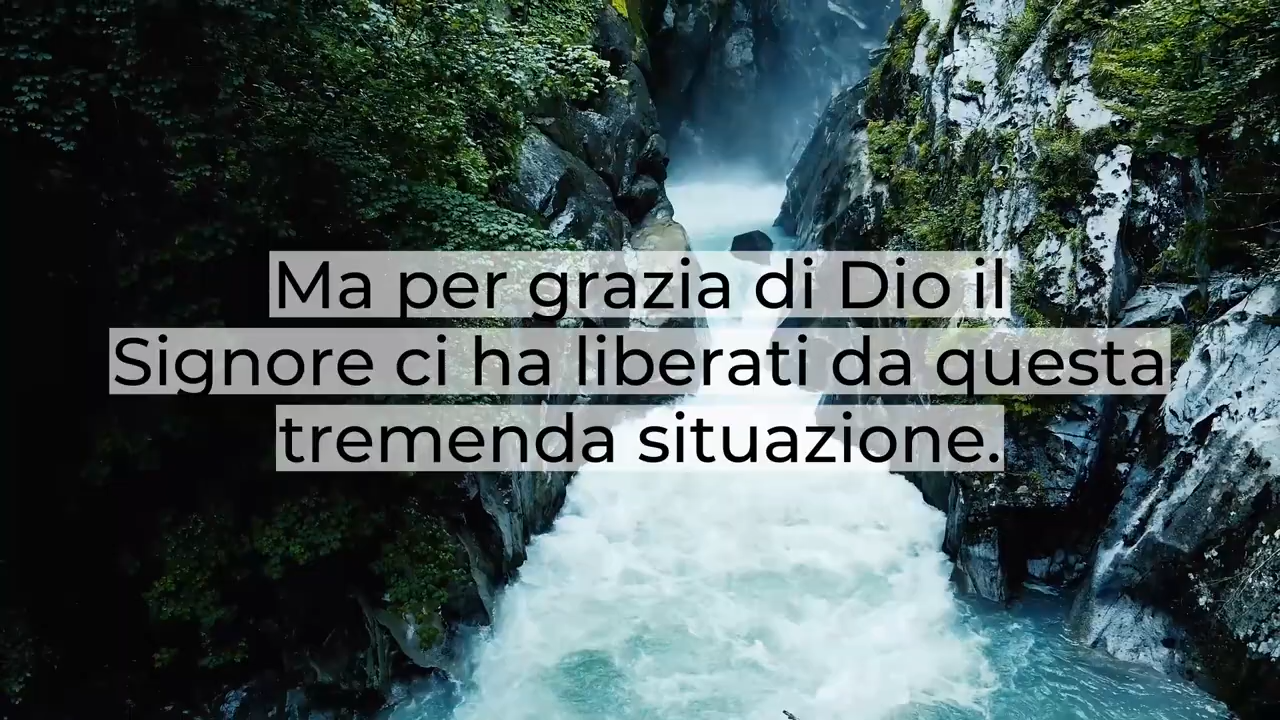 Ma per grazia di Dio il
Signore ci ha liberati da questa
tremenda situazione.